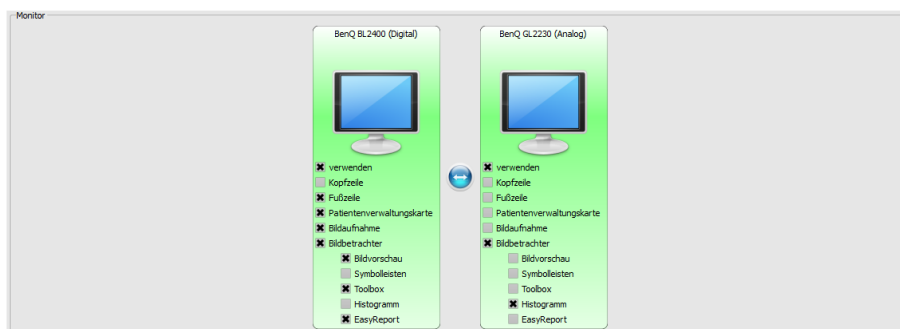 Monitor
BenQ BL2400 (Digital)
verwenden
Kopfzeile
Fußzeile
Patientenverwaltungskarte
Bildaufnahme
Bildbetrachter
Bildvorschau
Symbolleisten
Toolbox
Histogramm
EasyReport
BenQ GL2230 (Analog)
verwenden
Kopfzeile
Fußzeile
Patientenverwaltungskarte
Bildaufnahme
Bildbetrachter
Bildvorschau
Symbolleisten
Toolbox
Histogramm
EasyReport